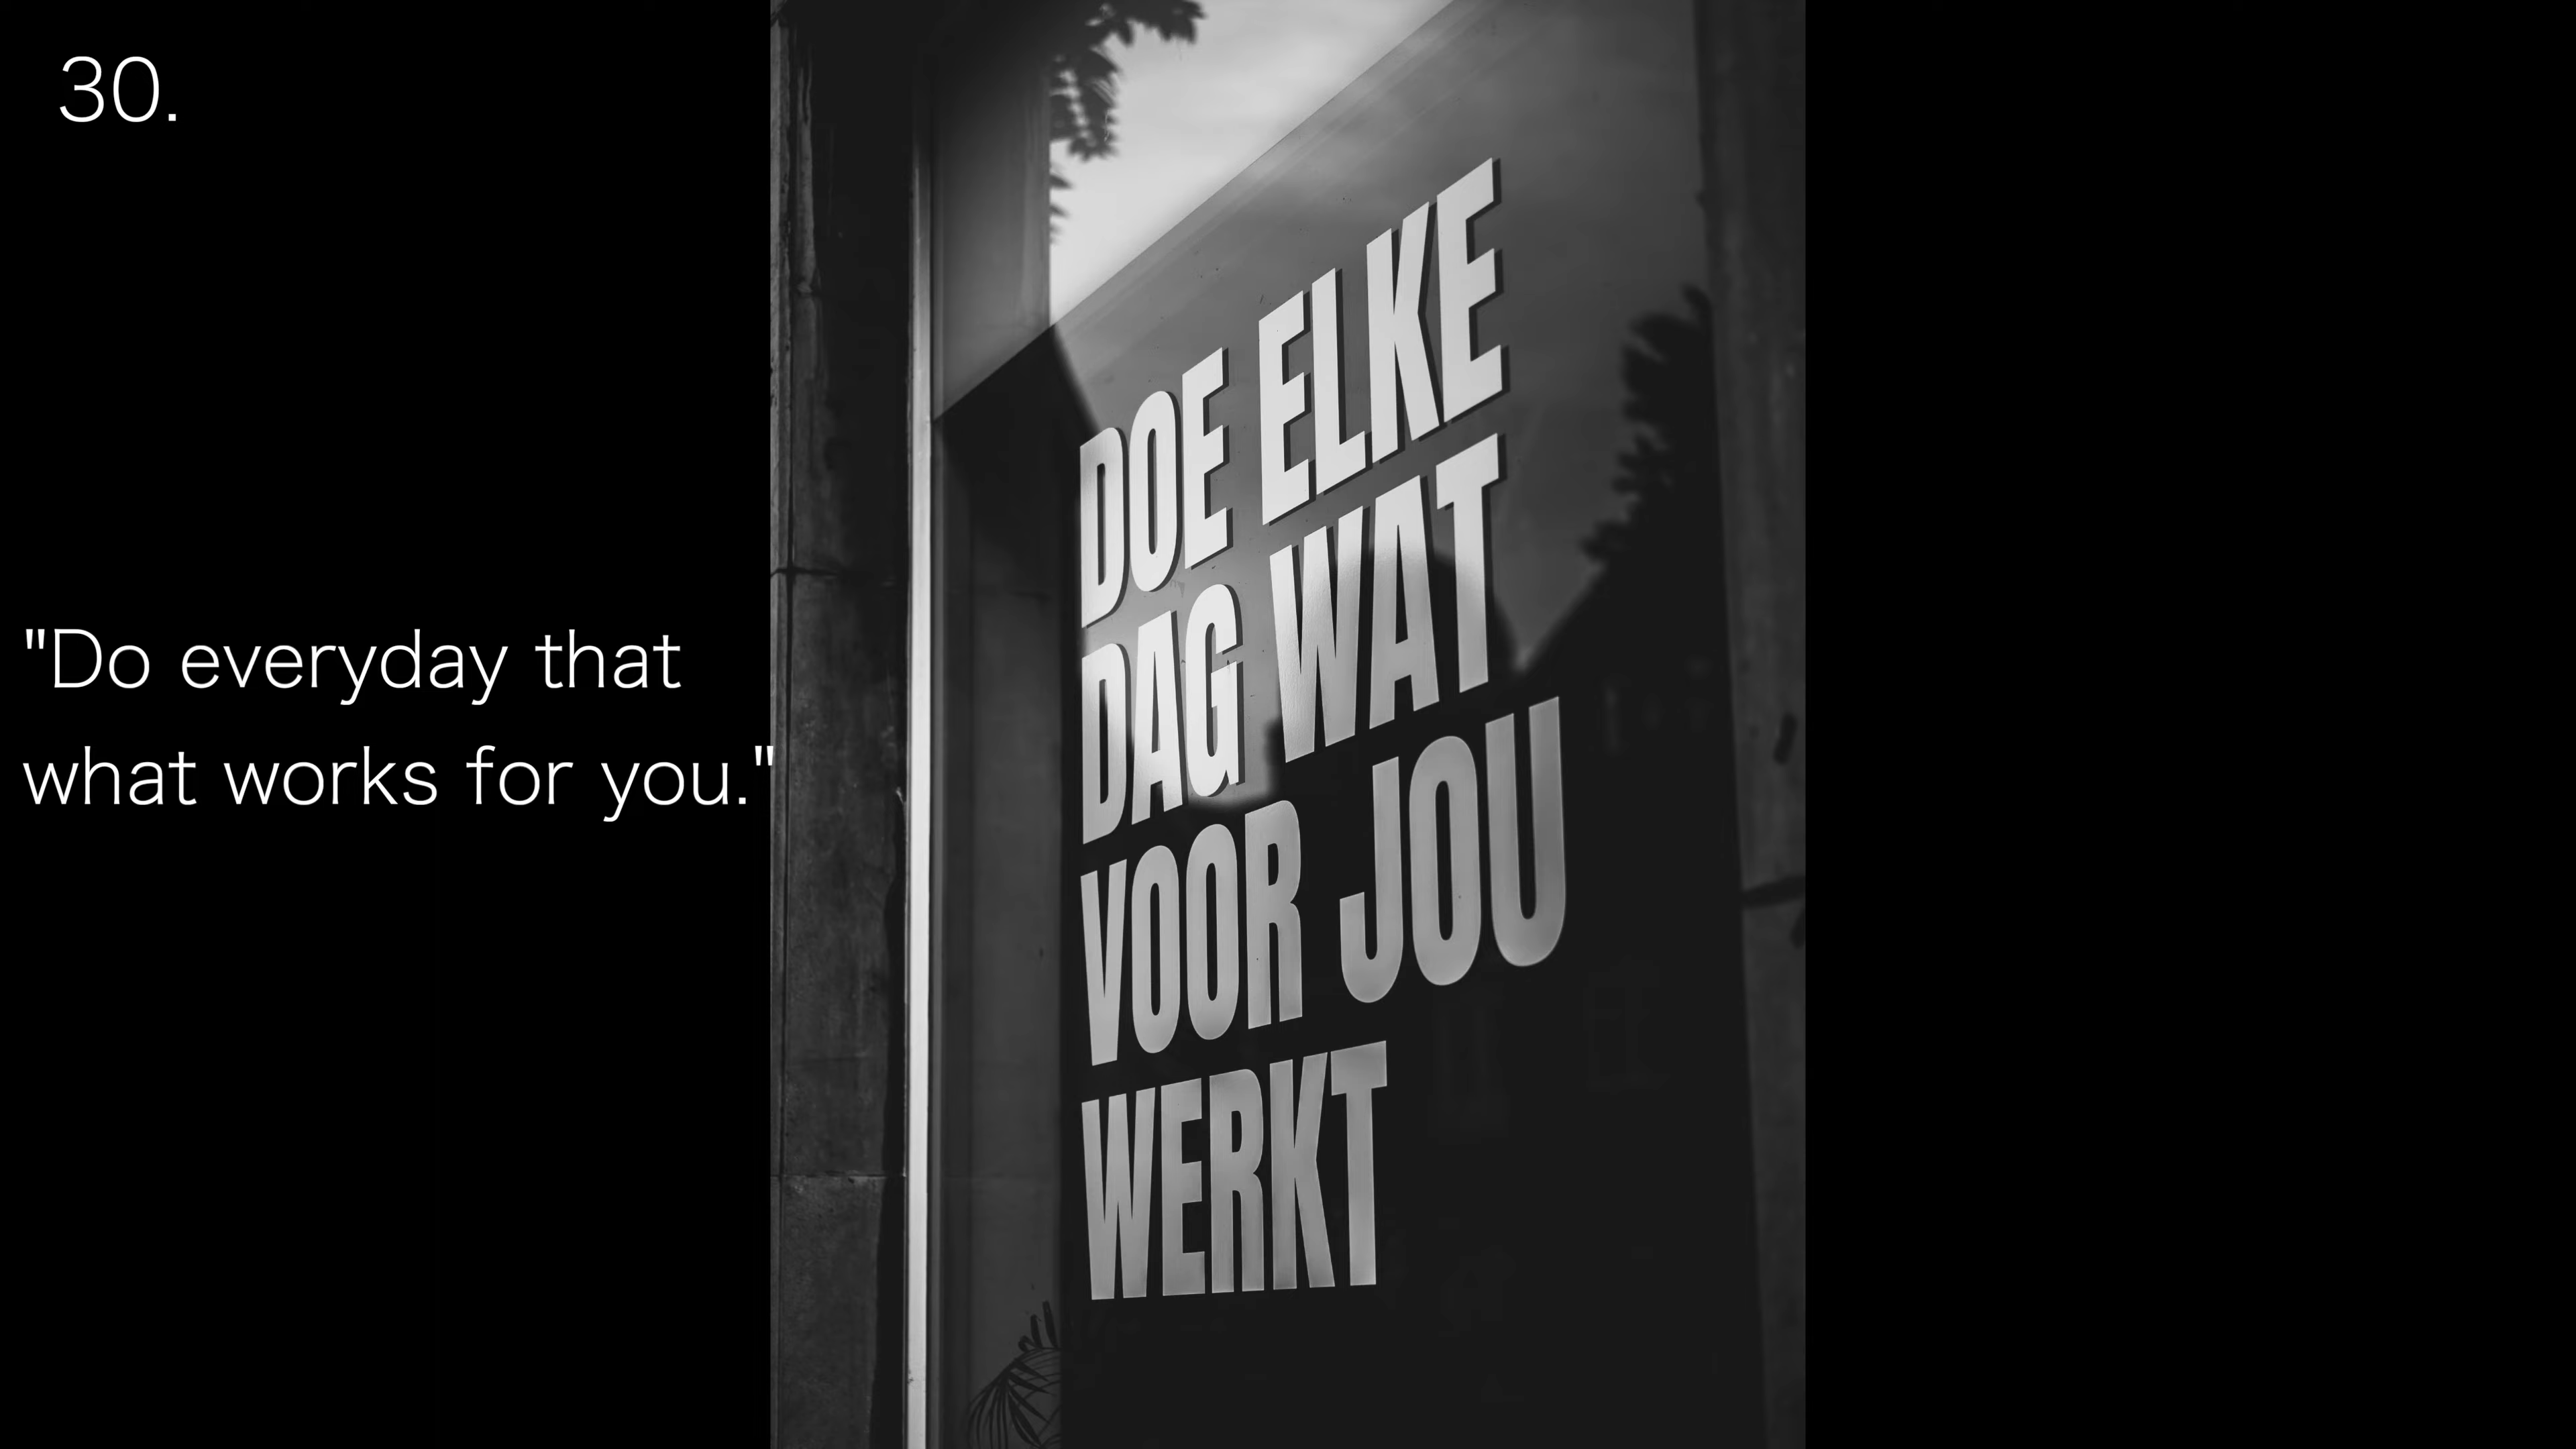 30.
"Do everyday that
what works for you."
DOE ELKE
DAG WAT
VOOR JOU
WERKT